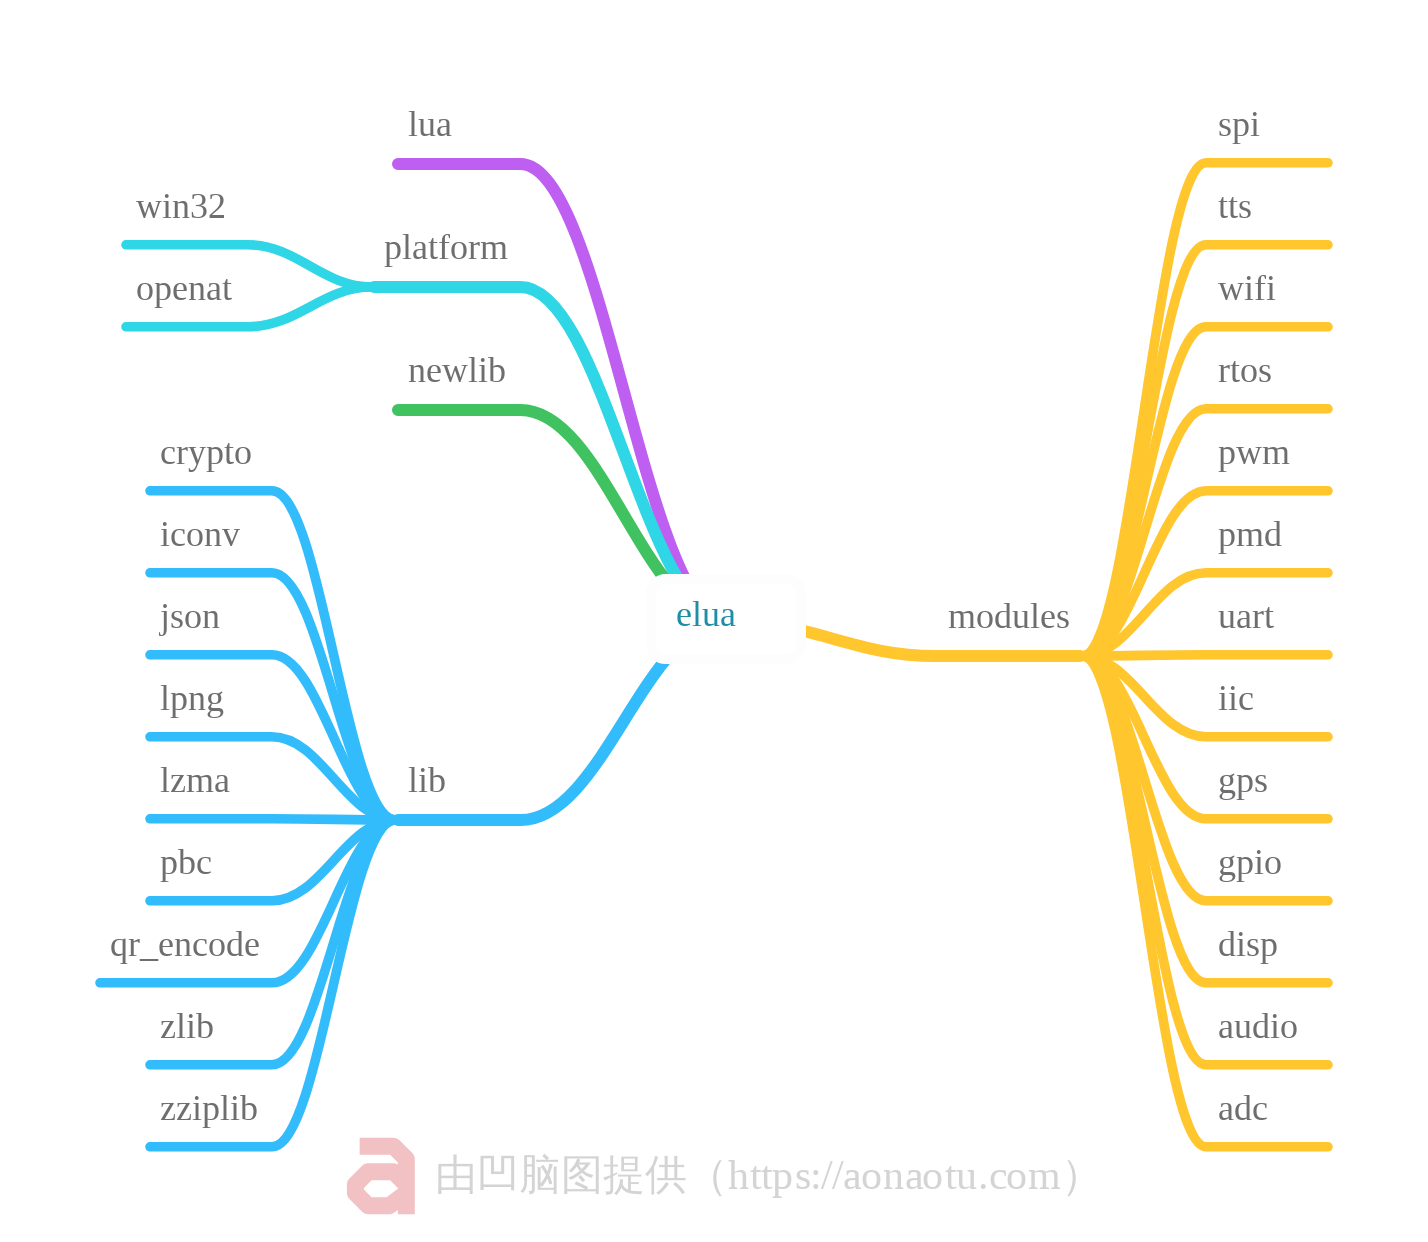 elua
lua
platform
win32
openat
newlib
lib
crypto
iconv
json
lpng
lzma
pbc
qr_encode
zlib
zziplib
modules
spi
tts
wifi
rtos
pwm
pmd
uart
iic
gps
gpio
disp
audio
adc
由凹脑图提供（https://aonaotu.com）